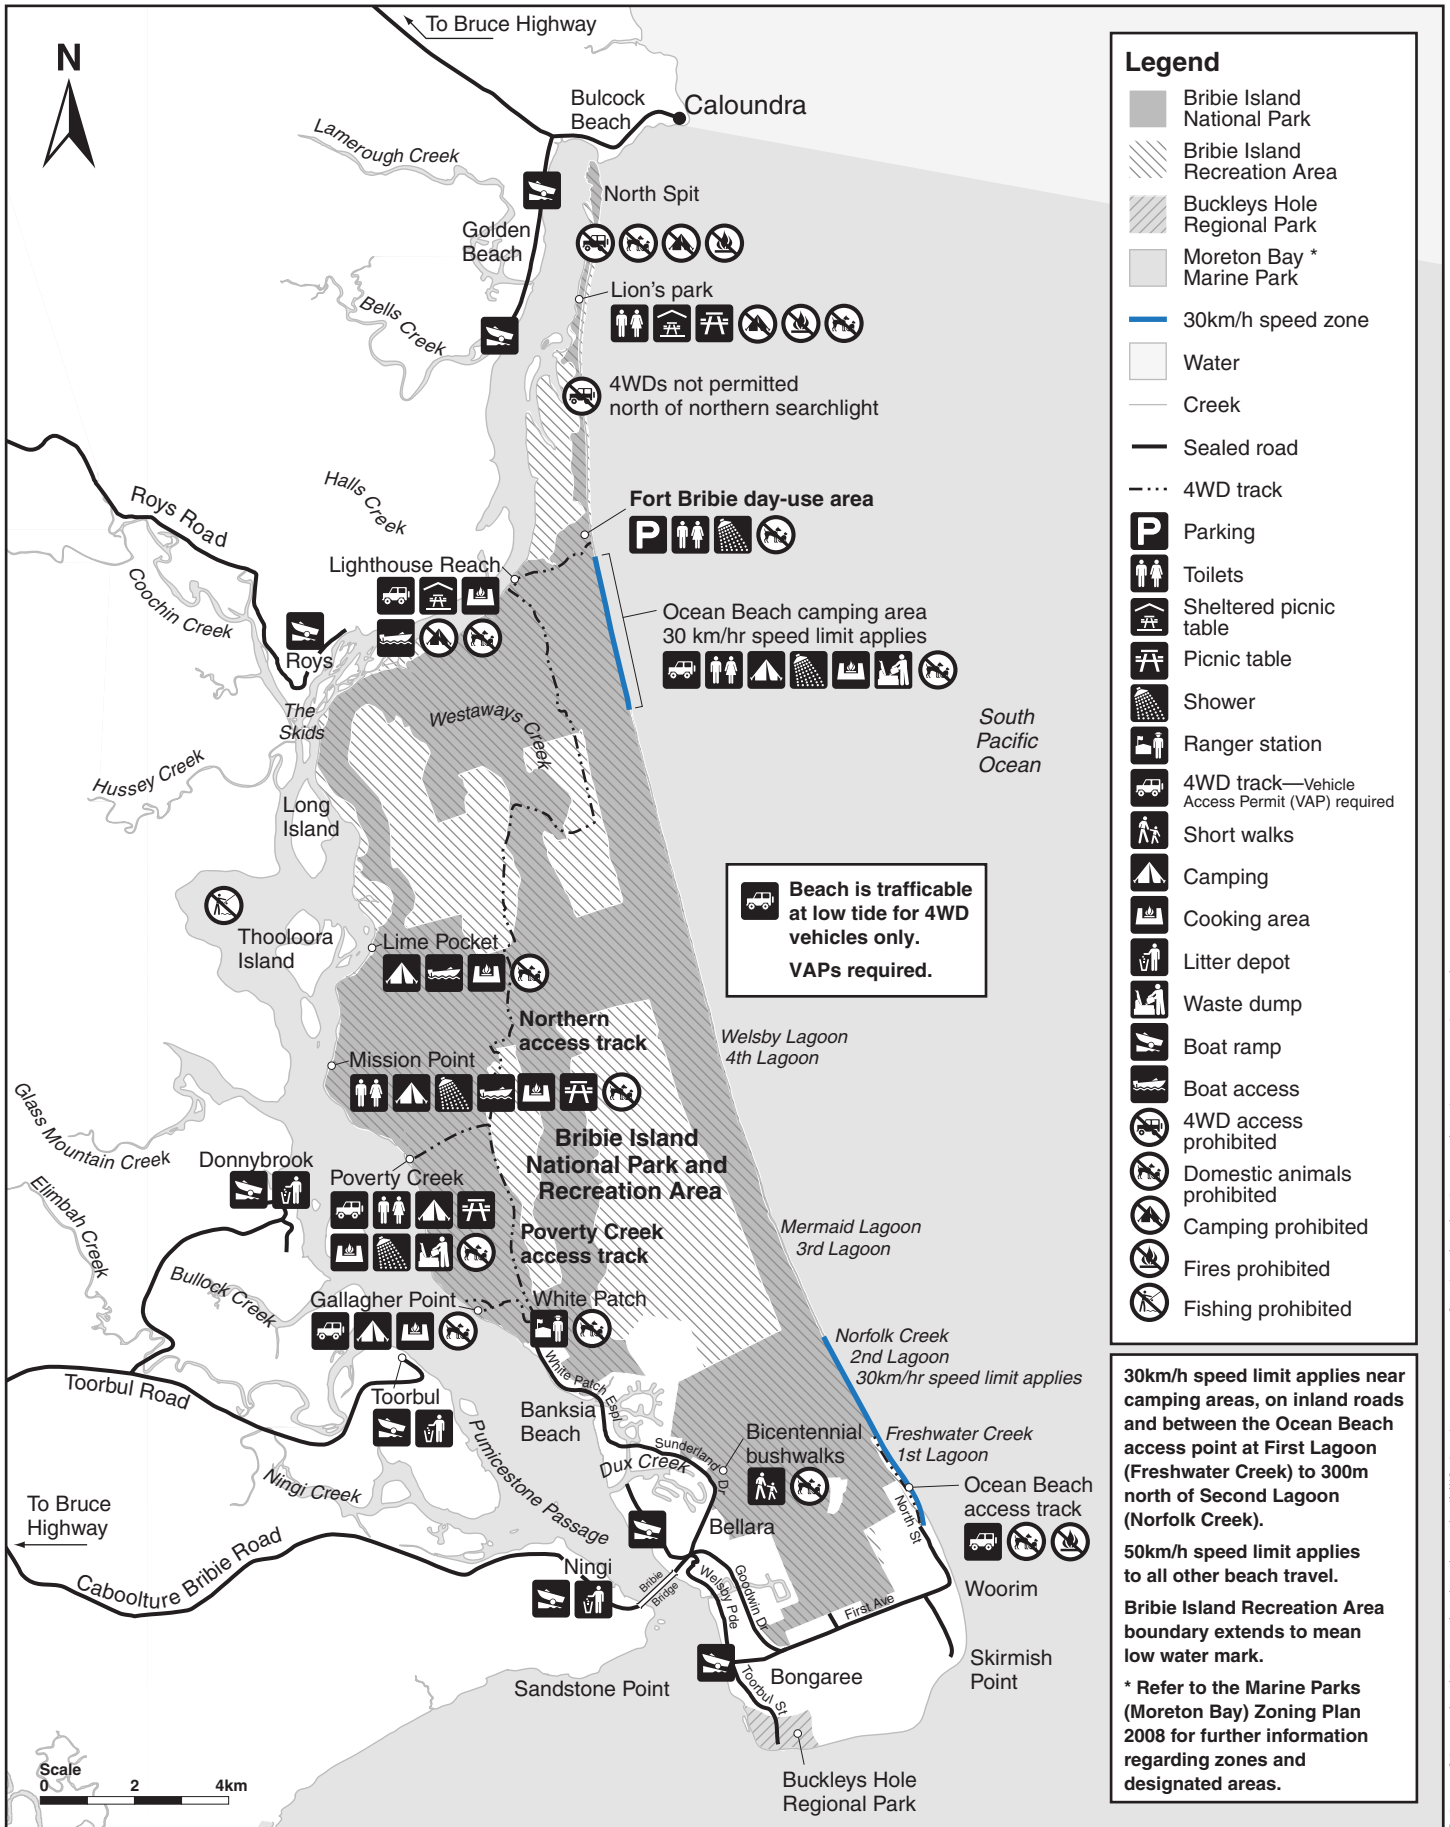 To Bruce Highway
N
Bulcock
Beach
Caloundra
Lamerough Creek
North Spit
Golden
Beach
Lion's park
Bells Creek
4WDs not permitted
north of northern searchlight
Halls
Creek
Roys Road
Fort Bribie day-use area
P
Lighthouse Reach
Coochin Creek
Ocean Beach camping area
30 km/hr speed limit applies
Roys
The
Skids
Westaways Creek
South
Pacific
Ocean
Hussey Creek
Long
Island
Beach is trafficable
at low tide for 4WD
vehicles only.
VAPs required.
Thooloora
Island
Lime Pocket
Northern
access track
Welsby Lagoon
4th Lagoon
Mission Point
Glass Mountain Creek
Donnybrook
Bribie Island
National Park and
Recreation Area
Poverty Creek
Elimbah Creek
Poverty Creek
access track
Mermaid Lagoon
3rd Lagoon
Bullock Creek
Gallagher Point
White Patch
Norfolk Creek
2nd Lagoon
30km/hr speed limit applies
White Patch Espl
Toorbul Road
Toorbul
Banksia
Beach
Pumicestone Passage
Sunderland Dr
Dux Creek
Bicentennial
bushwalks
Freshwater Creek
1st Lagoon
Ocean Beach
access track
North St
Ningi Creek
To Bruce
Highway
Bellara
Caboolture Bribie Road
Ningi
Bribie
Bridge
Welsby Pde
Goodwin Dr
First Ave
Woorim
Skirmish
Point
Sandstone Point
Bongaree
Toorbul St
Buckleys Hole
Regional Park
Scale
0 2 4km
Legend
Bribie Island
National Park
Bribie Island
Recreation Area
Buckleys Hole
Regional Park
Moreton Bay *
Marine Park
30km/h speed zone
Water
Creek
Sealed road
4WD track
P
Parking
Toilets
Sheltered picnic
table
Picnic table
Shower
Ranger station
4WD track—Vehicle
Access Permit (VAP) required
Short walks
Camping
Cooking area
Litter depot
Waste dump
Boat ramp
Boat access
4WD access
prohibited
Domestic animals
prohibited
Camping prohibited
Fires prohibited
Fishing prohibited
30km/h speed limit applies near
camping areas, on inland roads
and between the Ocean Beach
access point at First Lagoon
(Freshwater Creek) to 300m
north of Second Lagoon
(Norfolk Creek).
50km/h speed limit applies
to all other beach travel.
Bribie Island Recreation Area
boundary extends to mean
low water mark.
* Refer to the Marine Parks
(Moreton Bay) Zoning Plan
2008 for further information
regarding zones and
designated areas.